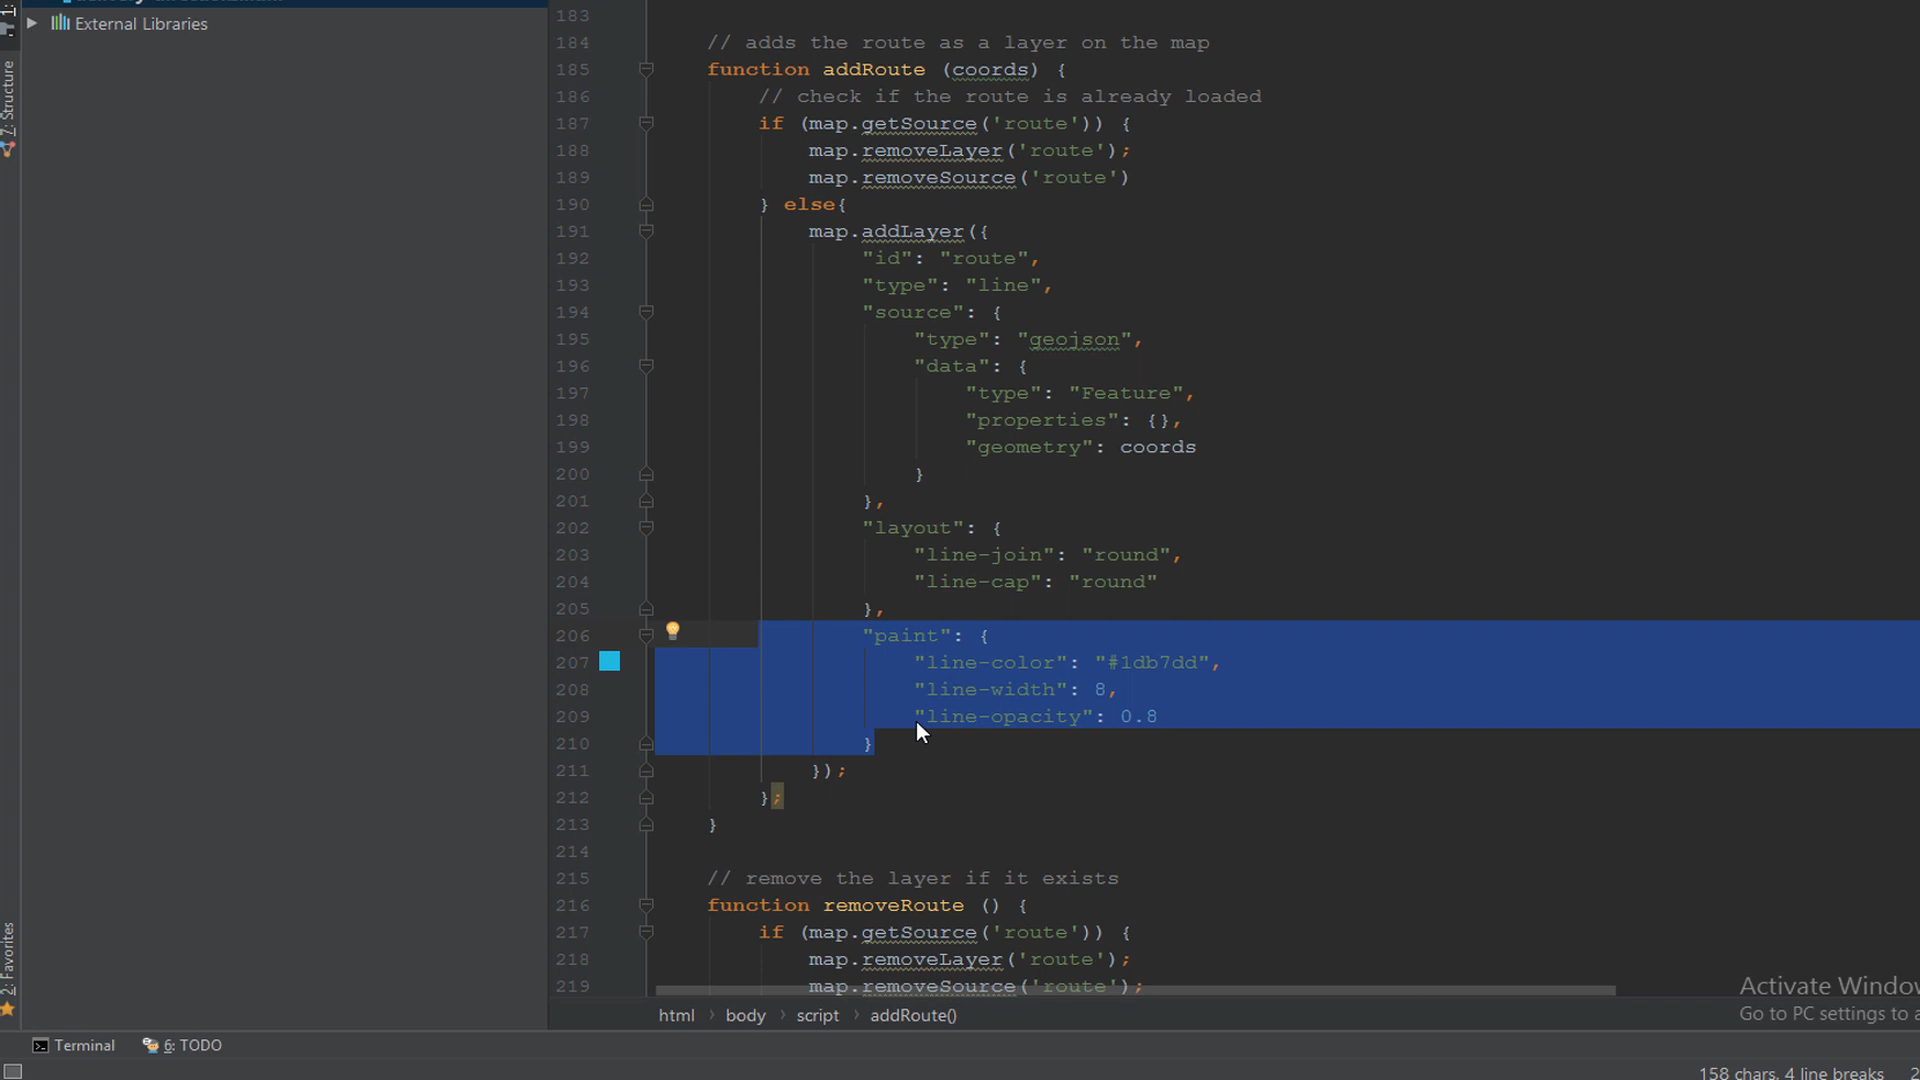 1:
External Libraries
7: Structure
2: Favorites
183
184 // adds the route as a layer on the map
185 function addRoute (coords) {
186 // check if the route is already loaded
187 if (map.getSource('route')) {
188 map.removeLayer('route');
189 map.removeSource('route')
190 } else{
191 map.addLayer({
192 "id": "route",
193 "type": "line",
194 "source": {
195 "type": "geojson",
196 "data": {
197 "type": "Feature",
198 "properties": {},
199 "geometry": coords
200 }
201 },
202 "layout": {
203 "line-join": "round",
204 "line-cap": "round"
205 },
206 "paint": {
207 "line-color": "#1db7dd",
208 "line-width": 8,
209 "line-opacity": 0.8
210 }
211 });
212 };
213 }
214
215 // remove the layer if it exists
216 function removeRoute () {
217 if (map.getSource('route')) {
218 map.removeLayer('route');
219 map.removeSource('route');
Activate Window
Go to PC settings to a
html body script addRoute()
Terminal 6: TODO
158 chars, 4 line breaks 2